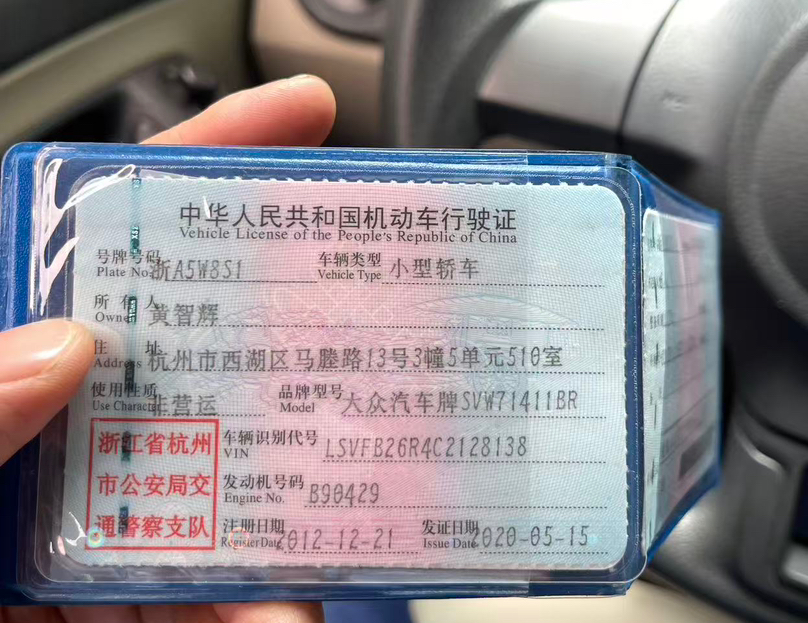 中华人民共和国机动车行驶证
Vehicle License of the People's Republic of China
号牌号码 浙A5W8S1 车辆类型 小型轿车
Plate No. Vehicle Type
所有人 黄智辉
Owner
住址 杭州市西湖区马塍路13号3幢5单元510室
Address
使用性质 非营运 品牌型号 大众汽车牌SVW71411BR
Use Character Model
浙江省杭州
市公安局交
通警察支队
车辆识别代号 LSVFB26R4C2128138
VIN
发动机号码 B90429
Engine No.
注册日期 2012-12-21 发证日期 2020-05-15
Register Date Issue Date